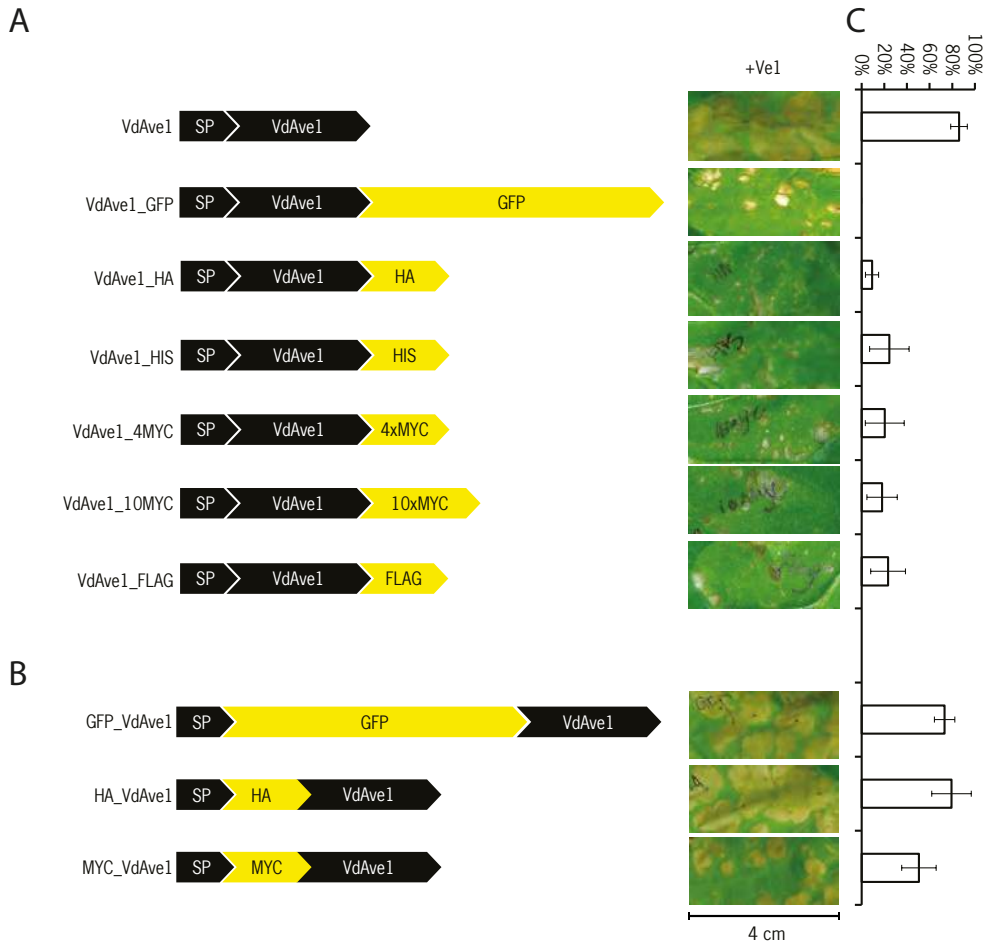 A
C
0%
20%
40%
60%
80%
100%
+Ve1
VdAve1 SP VdAve1
VdAve1_GFP SP VdAve1 GFP
VdAve1_HA SP VdAve1 HA
VdAve1_HIS SP VdAve1 HIS
VdAve1_4MYC SP VdAve1 4xMYC
VdAve1_10MYC SP VdAve1 10xMYC
VdAve1_FLAG SP VdAve1 FLAG
B
GFP_VdAve1 SP GFP VdAve1
HA_VdAve1 SP HA VdAve1
MYC_VdAve1 SP MYC VdAve1
4 cm